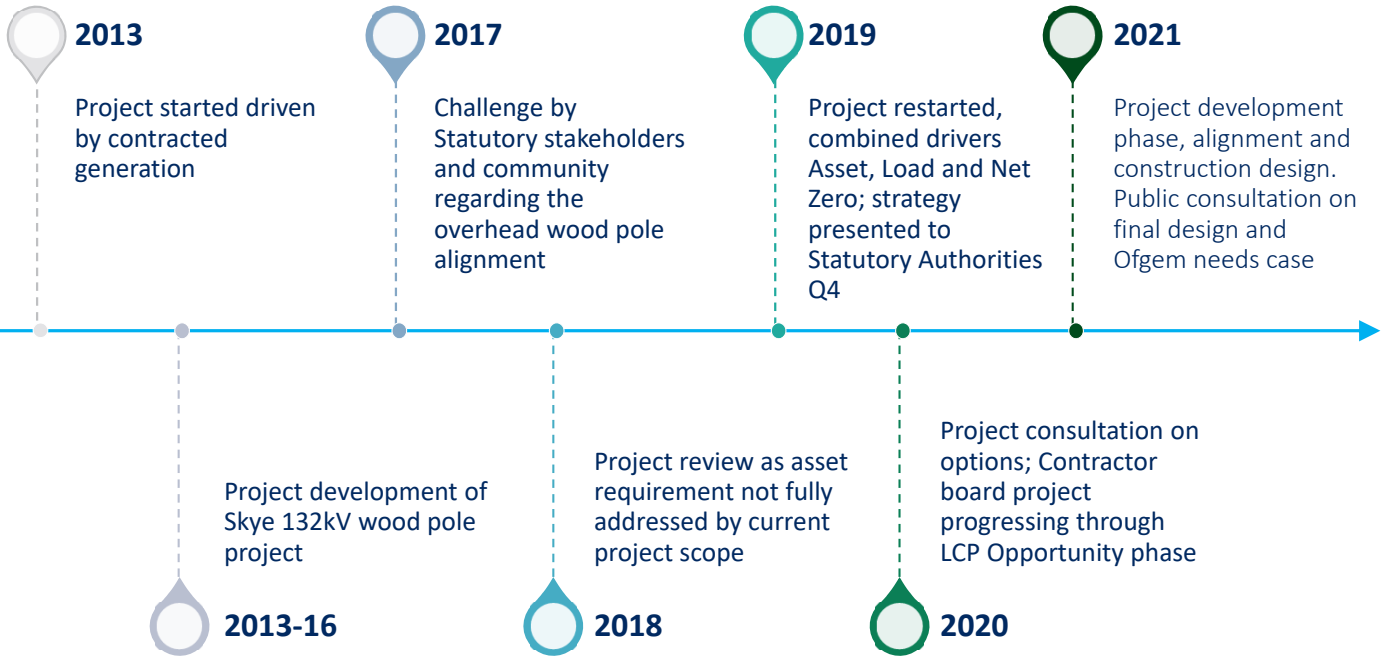 2013
Project started driven
by contracted
generation
2017
Challenge by
Statutory stakeholders
and community
regarding the
overhead wood pole
alignment
2019
Project restarted,
combined drivers
Asset, Load and Net
Zero; strategy
presented to
Statutory Authorities
Q4
2021
Project development
phase, alignment and
construction design.
Public consultation on
final design and
Ofgem needs case
Project development of
Skye 132kV wood pole
project
2013-16
Project review as asset
requirement not fully
addressed by current
project scope
2018
Project consultation on
options; Contractor
board project
progressing through
LCP Opportunity phase
2020